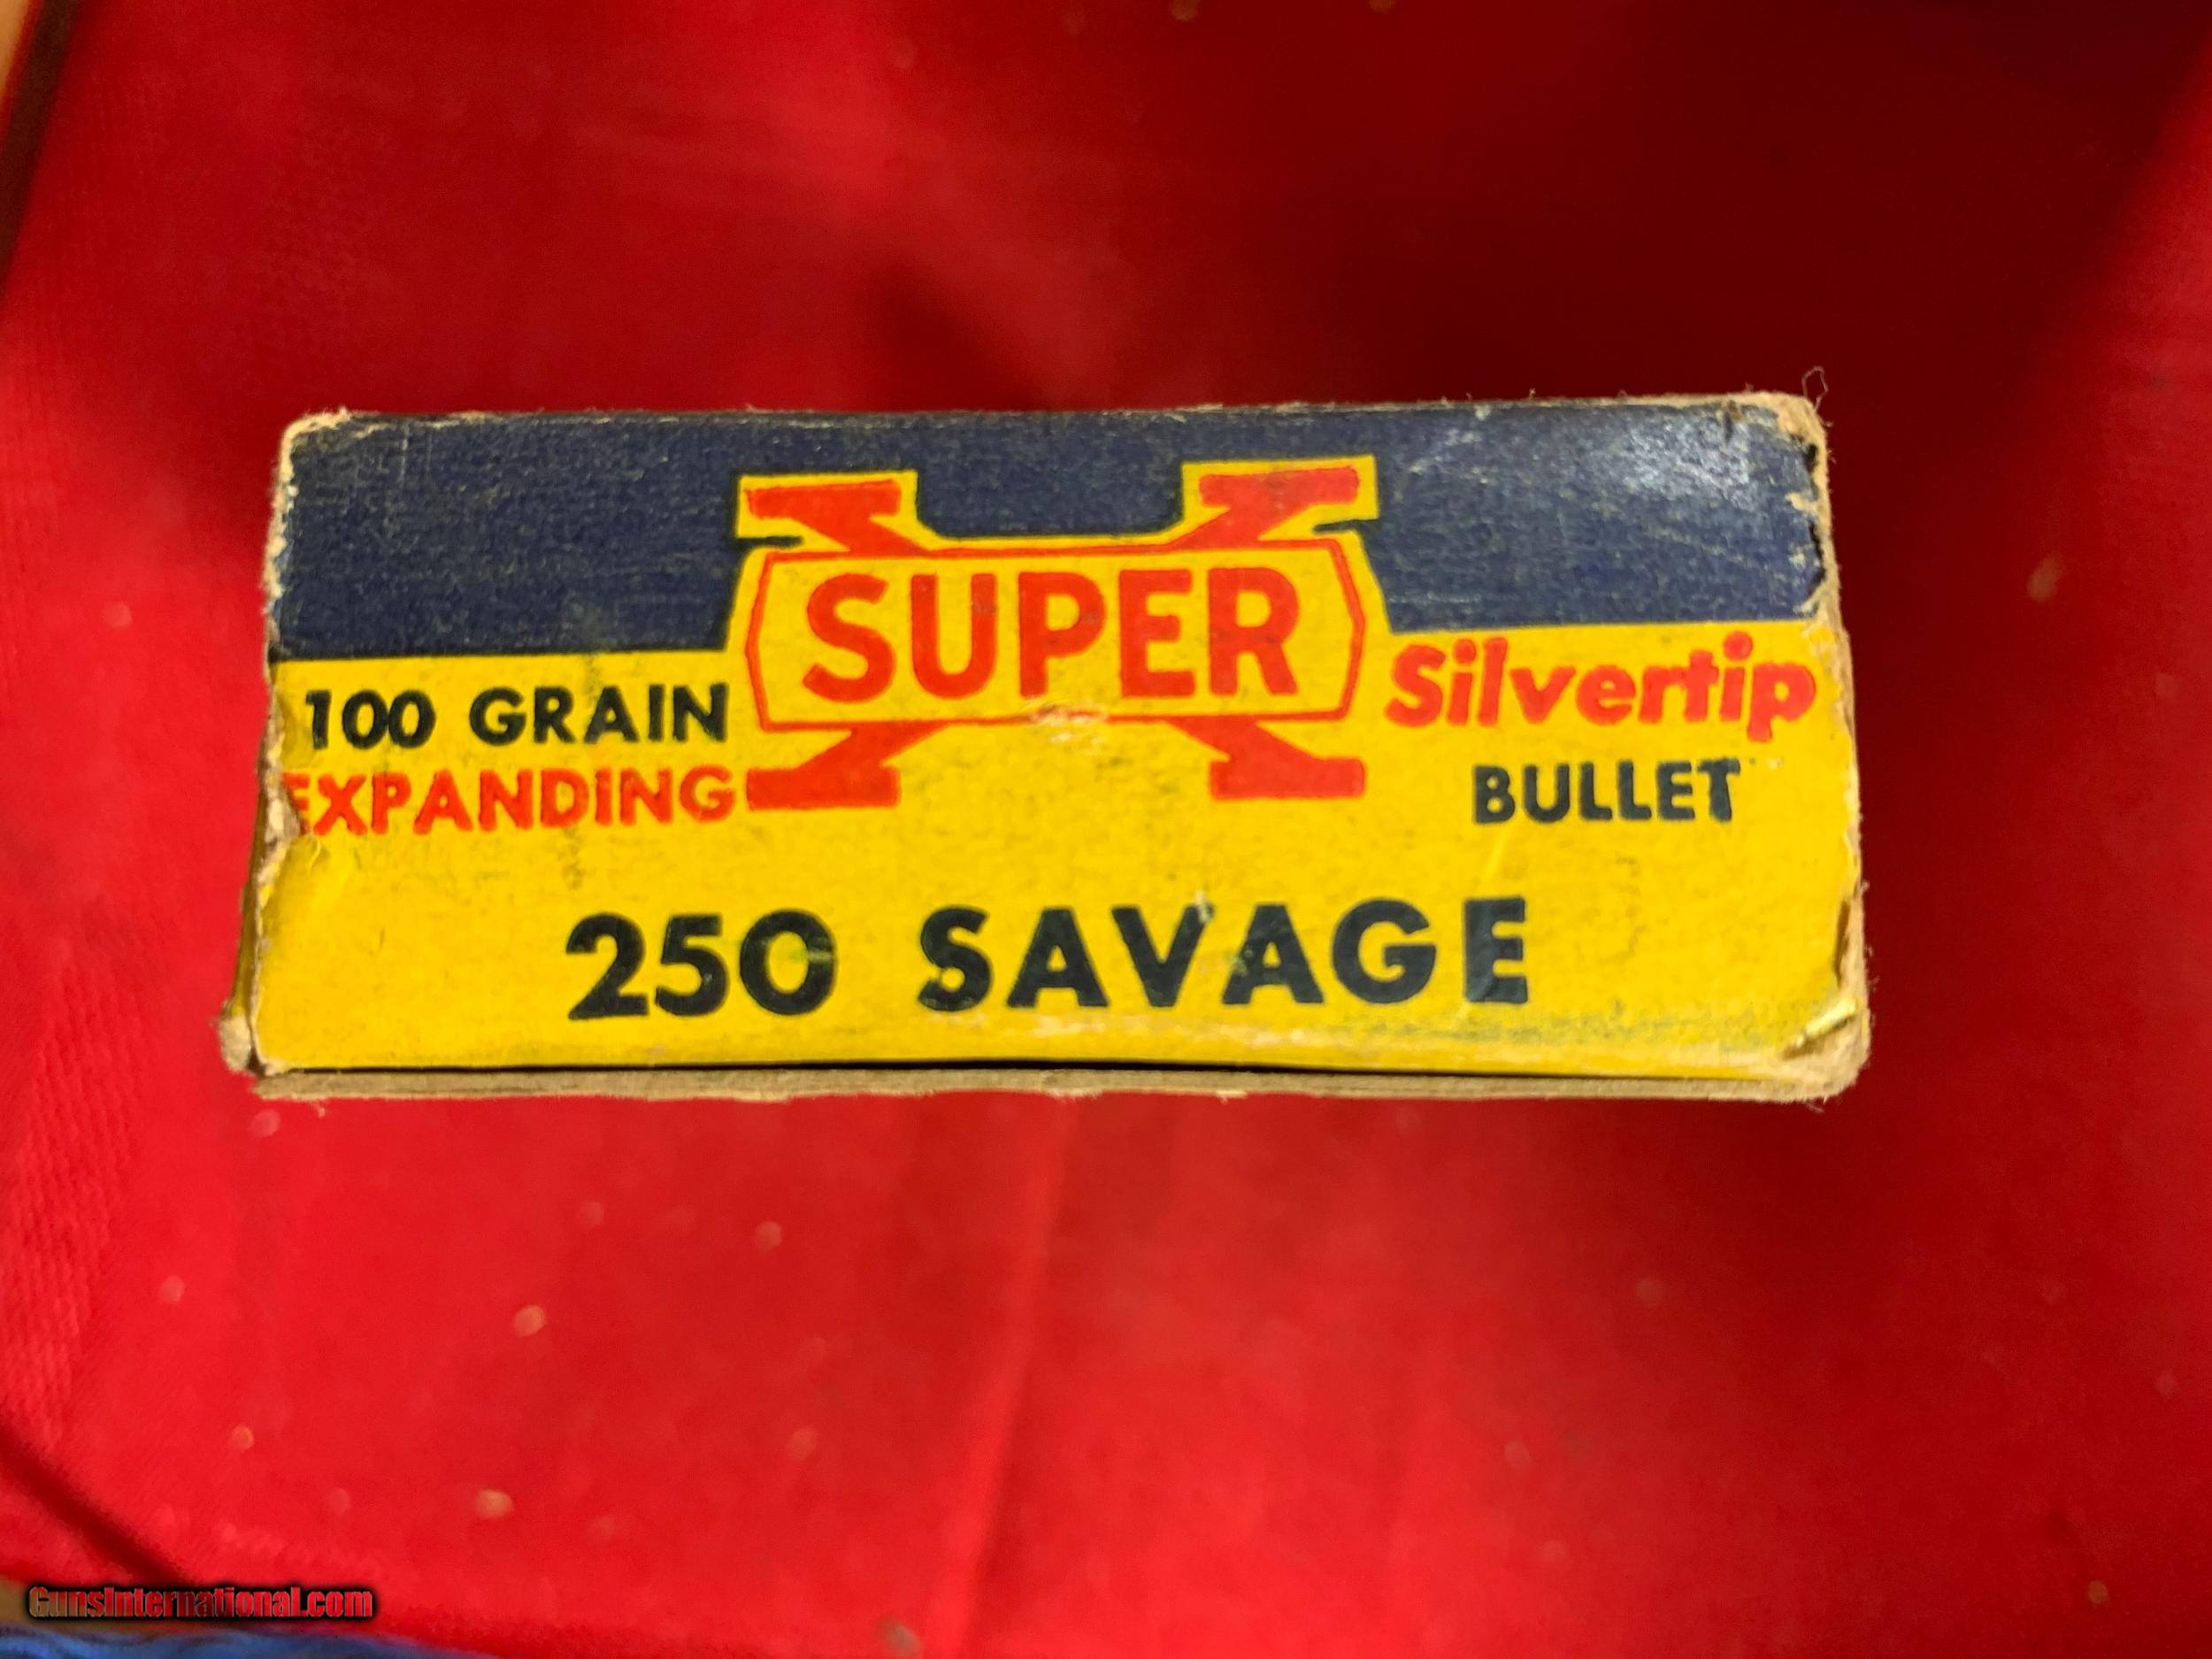 SUPER
X
100 GRAIN
EXPANDING
Silvertip
BULLET
250 SAVAGE
GunsInternational.com